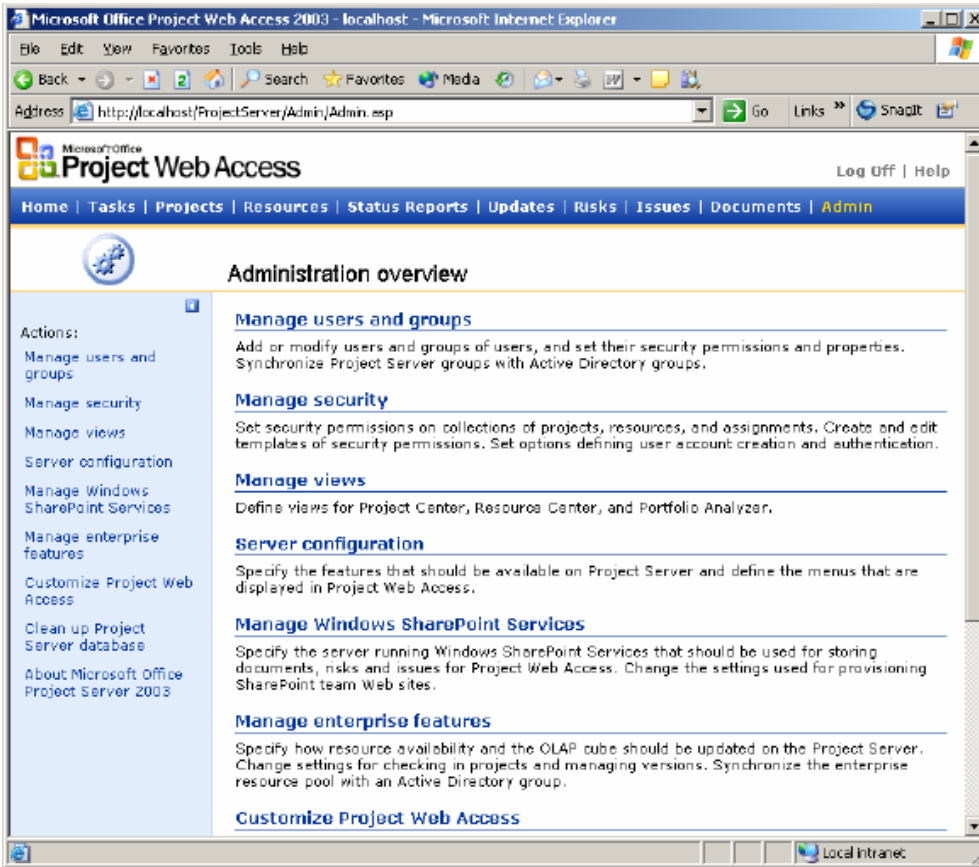 Microsoft Office Project Web Access 2003 - localhost - Microsoft Internet Explorer
File Edit View Favorites Tools Help
Back Search Favorites Media
Address http://localhost/ProjectServer/Admin/Admin.asp Go Links » SnagIt
Microsoft Office
Project Web Access
Log Off | Help
Home | Tasks | Projects | Resources | Status Reports | Updates | Risks | Issues | Documents | Admin
Administration overview
Actions:
Manage users and
groups
Manage security
Manage views
Server configuration
Manage Windows
SharePoint Services
Manage enterprise
features
Customize Project Web
Access
Clean up Project
Server database
About Microsoft Office
Project Server 2003
Manage users and groups
Add or modify users and groups of users, and set their security permissions and properties.
Synchronize Project Server groups with Active Directory groups.
Manage security
Set security permissions on collections of projects, resources, and assignments. Create and edit
templates of security permissions. Set options defining user account creation and authentication.
Manage views
Define views for Project Center, Resource Center, and Portfolio Analyzer.
Server configuration
Specify the features that should be available on Project Server and define the menus that are
displayed in Project Web Access.
Manage Windows SharePoint Services
Specify the server running Windows SharePoint Services that should be used for storing
documents, risks and issues for Project Web Access. Change the settings used for provisioning
SharePoint team Web sites.
Manage enterprise features
Specify how resource availability and the OLAP cube should be updated on the Project Server.
Change settings for checking in projects and managing versions. Synchronize the enterprise
resource pool with an Active Directory group.
Customize Project Web Access
Local intranet